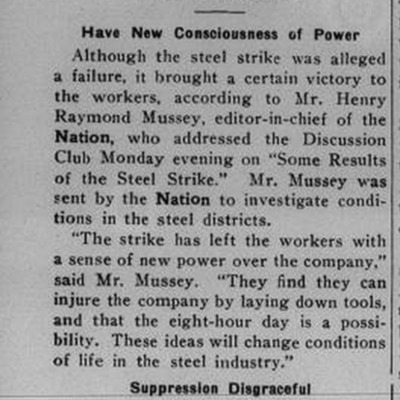 Have New Consciousness of Power
Although the steel strike was alleged
a failure, it brought a certain victory to
the workers, according to Mr. Henry
Raymond Mussey, editor-in-chief of the
Nation, who addressed the Discussion
Club Monday evening on "Some Results
of the Steel Strike." Mr. Mussey was
sent by the Nation to investigate condi-
tions in the steel districts.
"The strike has left the workers with
a sense of new power over the company,"
said Mr. Mussey. "They find they can
injure the company by laying down tools,
and that the eight-hour day is a possi-
bility. These ideas will change conditions
of life in the steel industry."
Suppression Disgraceful